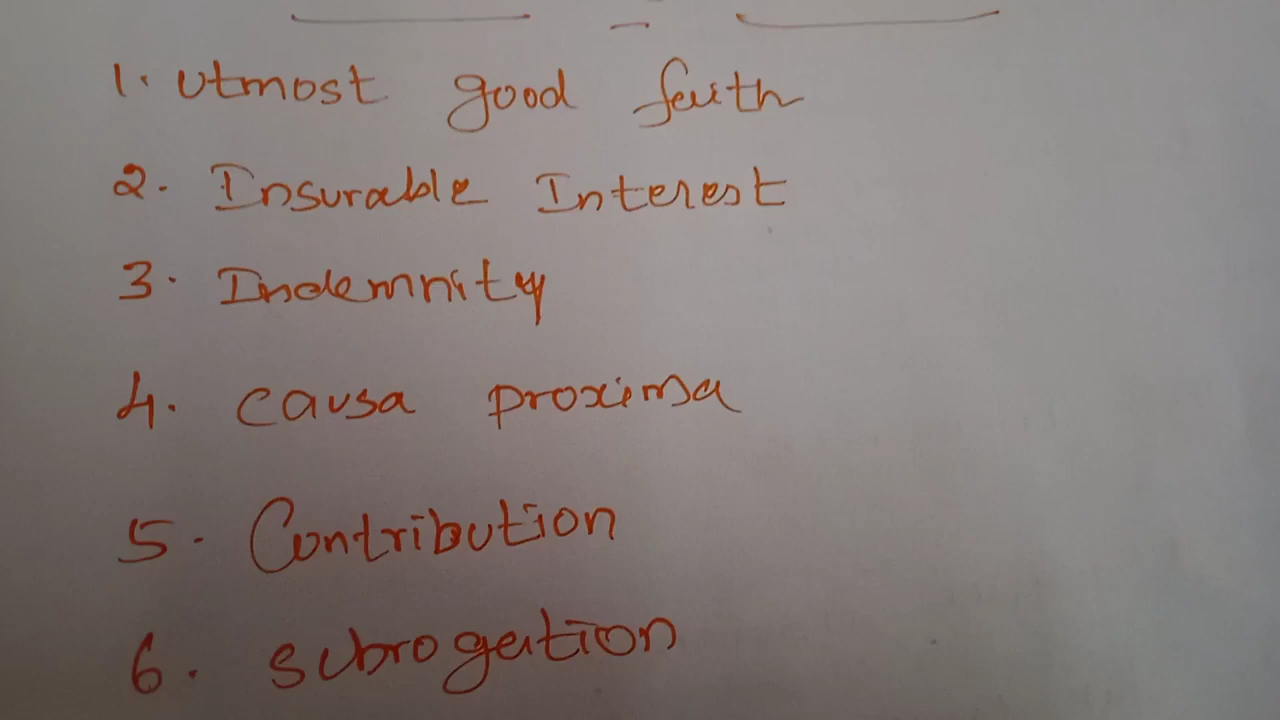 1. Utmost good faith
2. Insurable Interest
3. Indemnity
4. Causa proxima
5. Contribution
6. Subrogation